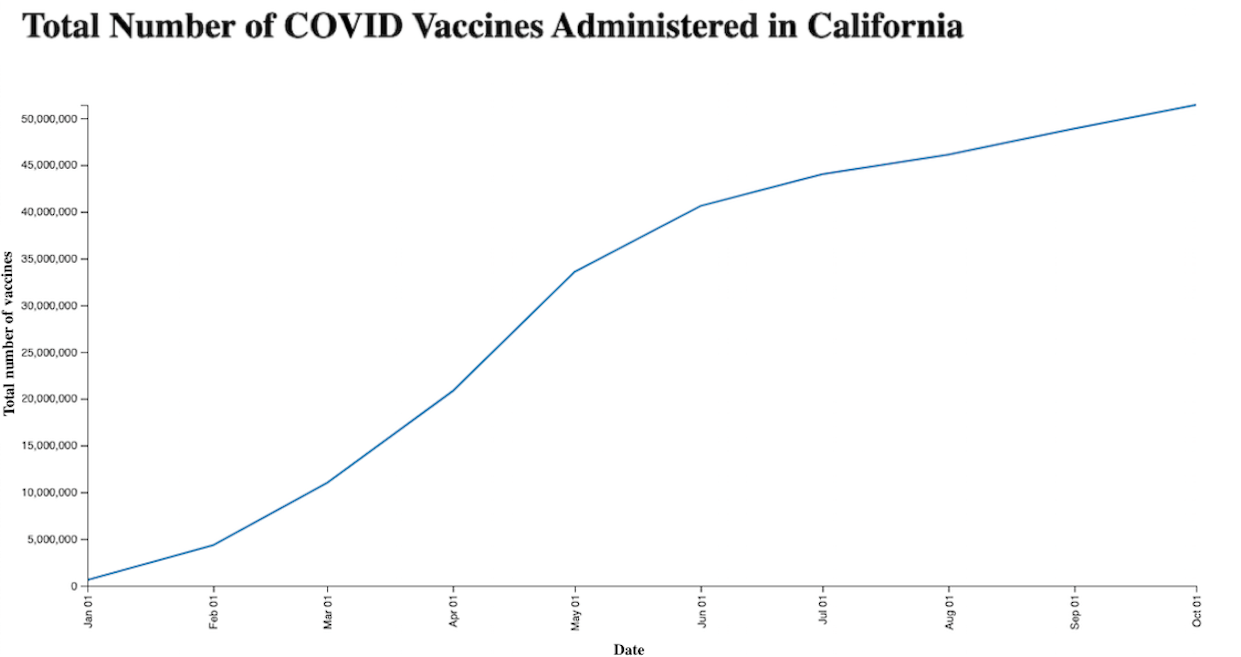 Total Number of COVID Vaccines Administered in California
50,000,000
45,000,000
40,000,000
35,000,000
30,000,000
25,000,000
20,000,000
15,000,000
10,000,000
5,000,000
0
Total number of vaccines
Jan 01
Feb 01
Mar 01
Apr 01
May 01
Jun 01
Jul 01
Aug 01
Sep 01
Oct 01
Date